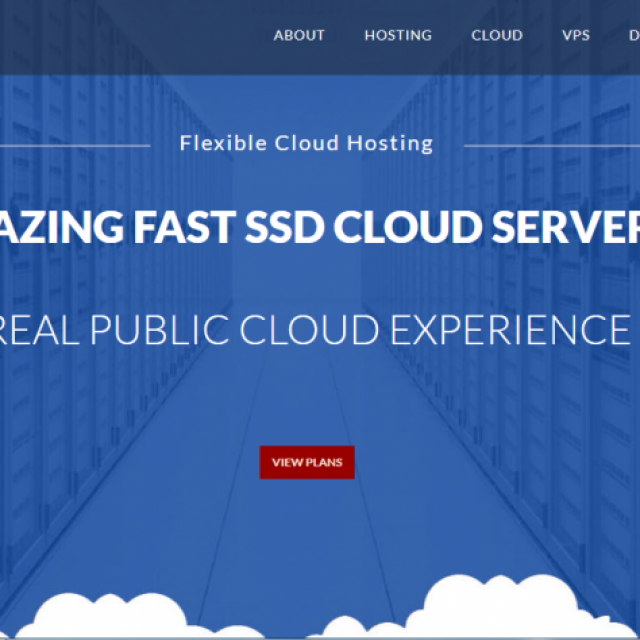 ABOUT HOSTING CLOUD VPS D
Flexible Cloud Hosting
AZING FAST SSD CLOUD SERVER
REAL PUBLIC CLOUD EXPERIENCE
VIEW PLANS